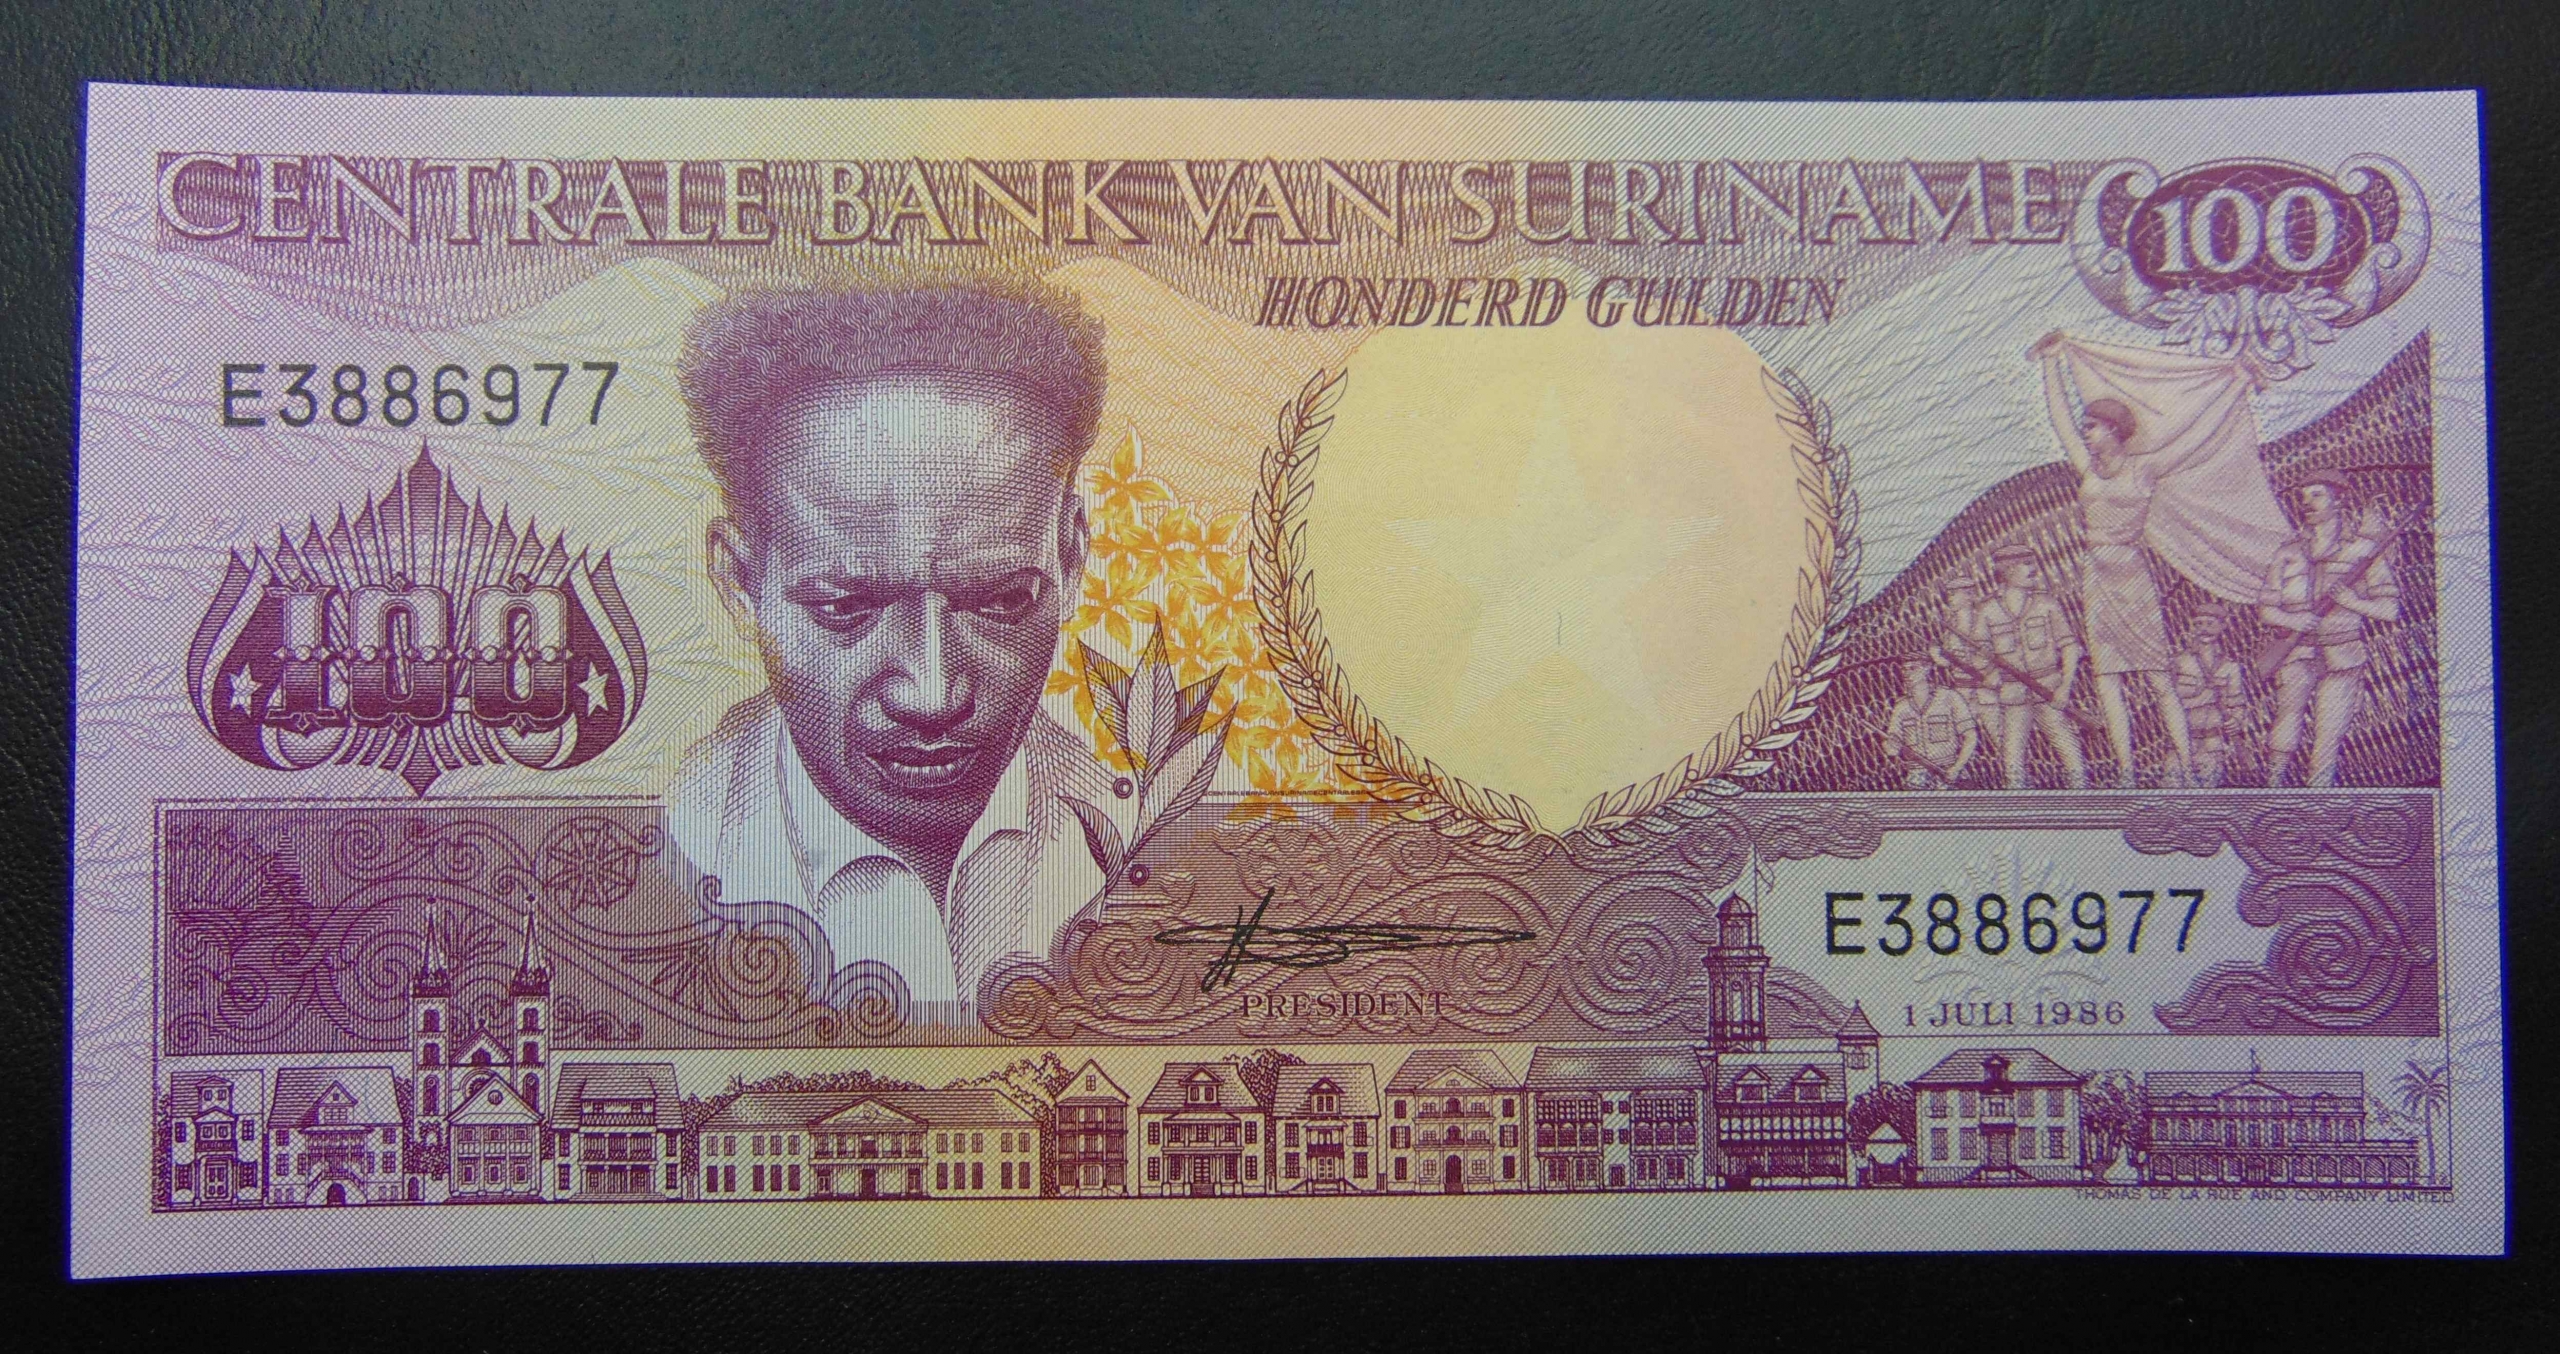 CENTRALE BANK VAN SURINAME 100
HONDERD GULDEN
E3886977
100
E3886977
PRESIDENT
1 JULI 1986
THOMAS DE LA RUE AND COMPANY LIMITED